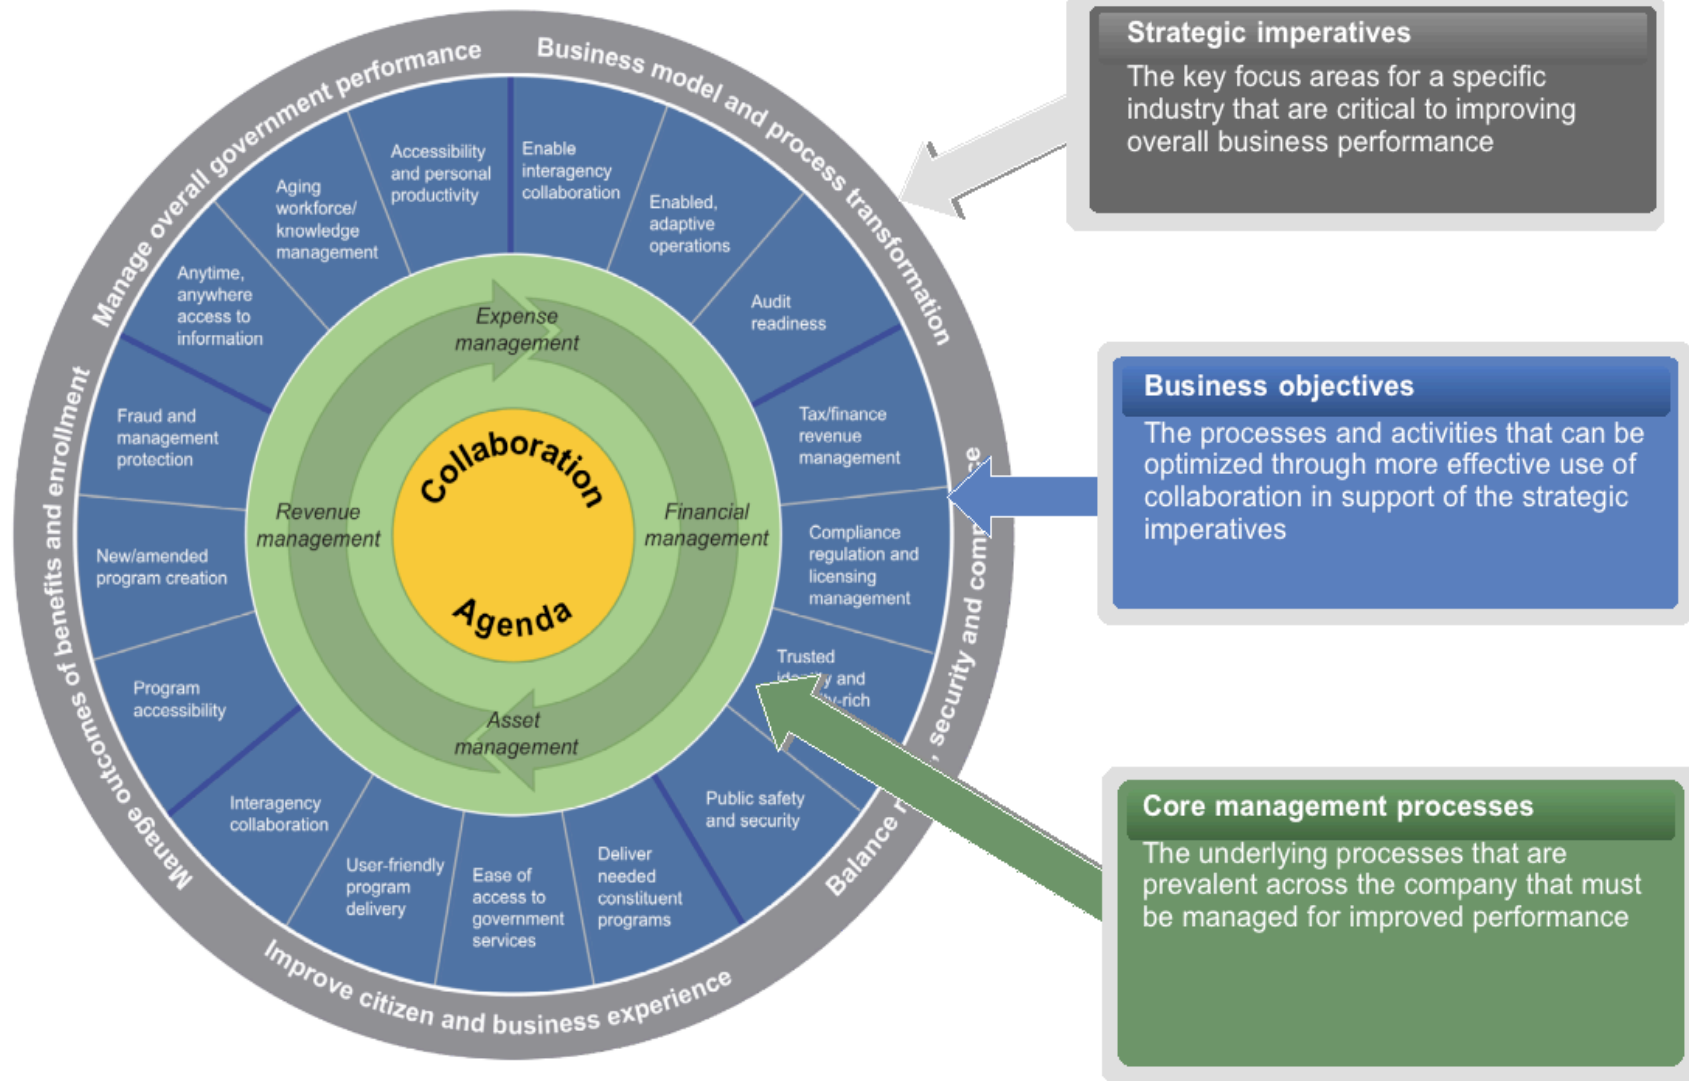 Manage overall government performance
Business model and process transformation
Balance
, security and
Improve citizen and business experience
Manage outcomes of benefits and enrollment
Accessibility
and personal
productivity
Enable
interagency
collaboration
Enabled,
adaptive
operations
Audit
readiness
Tax/finance
revenue
management
Compliance
regulation and
licensing
management
Trusted
and
-rich
Public safety
and security
Deliver
needed
constituent
programs
Ease of
access to
government
services
User-friendly
program
delivery
Interagency
collaboration
Program
accessibility
New/amended
program creation
Fraud and
management
protection
Anytime,
anywhere
access to
information
Aging
workforce/
knowledge
management
Expense
management
Financial
management
Asset
management
Revenue
management
Collaboration
Agenda
Strategic imperatives
The key focus areas for a specific
industry that are critical to improving
overall business performance
Business objectives
The processes and activities that can be
optimized through more effective use of
collaboration in support of the strategic
imperatives
Core management processes
The underlying processes that are
prevalent across the company that must
be managed for improved performance